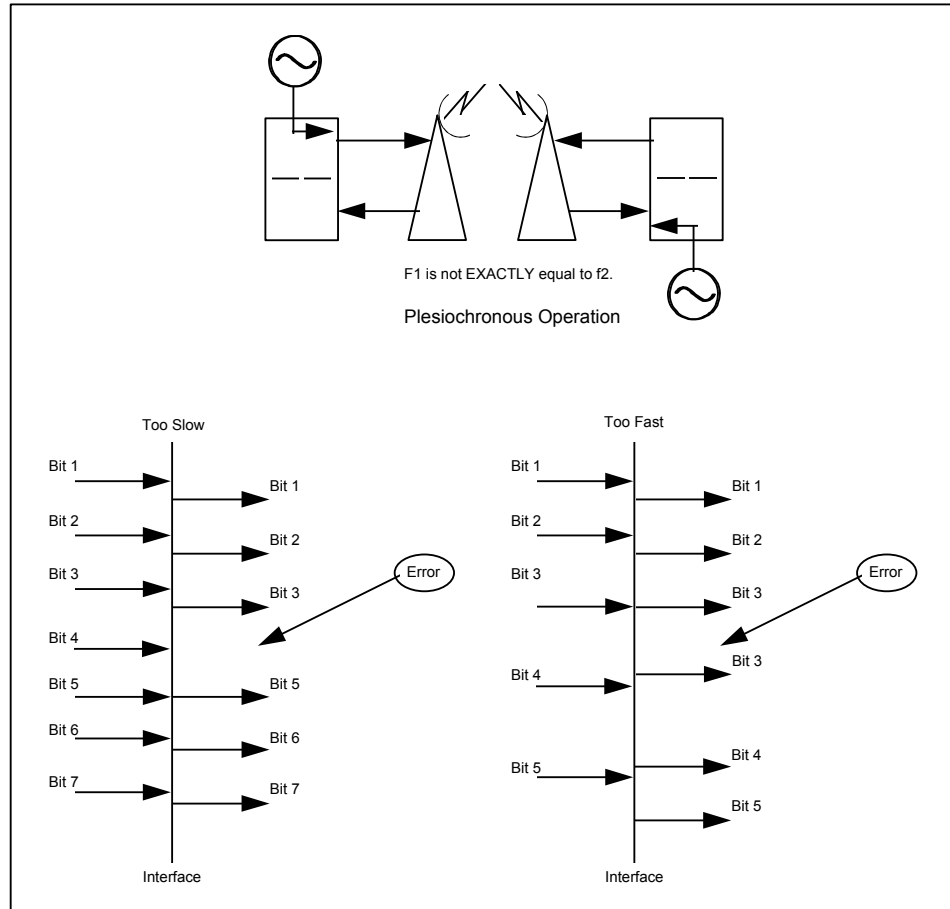 F1 is not EXACTLY equal to f2.
Plesiochronous Operation
Too Slow
Bit 1
Bit 1
Bit 2
Bit 2
Bit 3
Bit 3
Error
Bit 4
Bit 5
Bit 5
Bit 6
Bit 6
Bit 7
Bit 7
Interface
Too Fast
Bit 1
Bit 1
Bit 2
Bit 2
Bit 3
Bit 3
Error
Bit 3
Bit 4
Bit 4
Bit 5
Bit 5
Interface